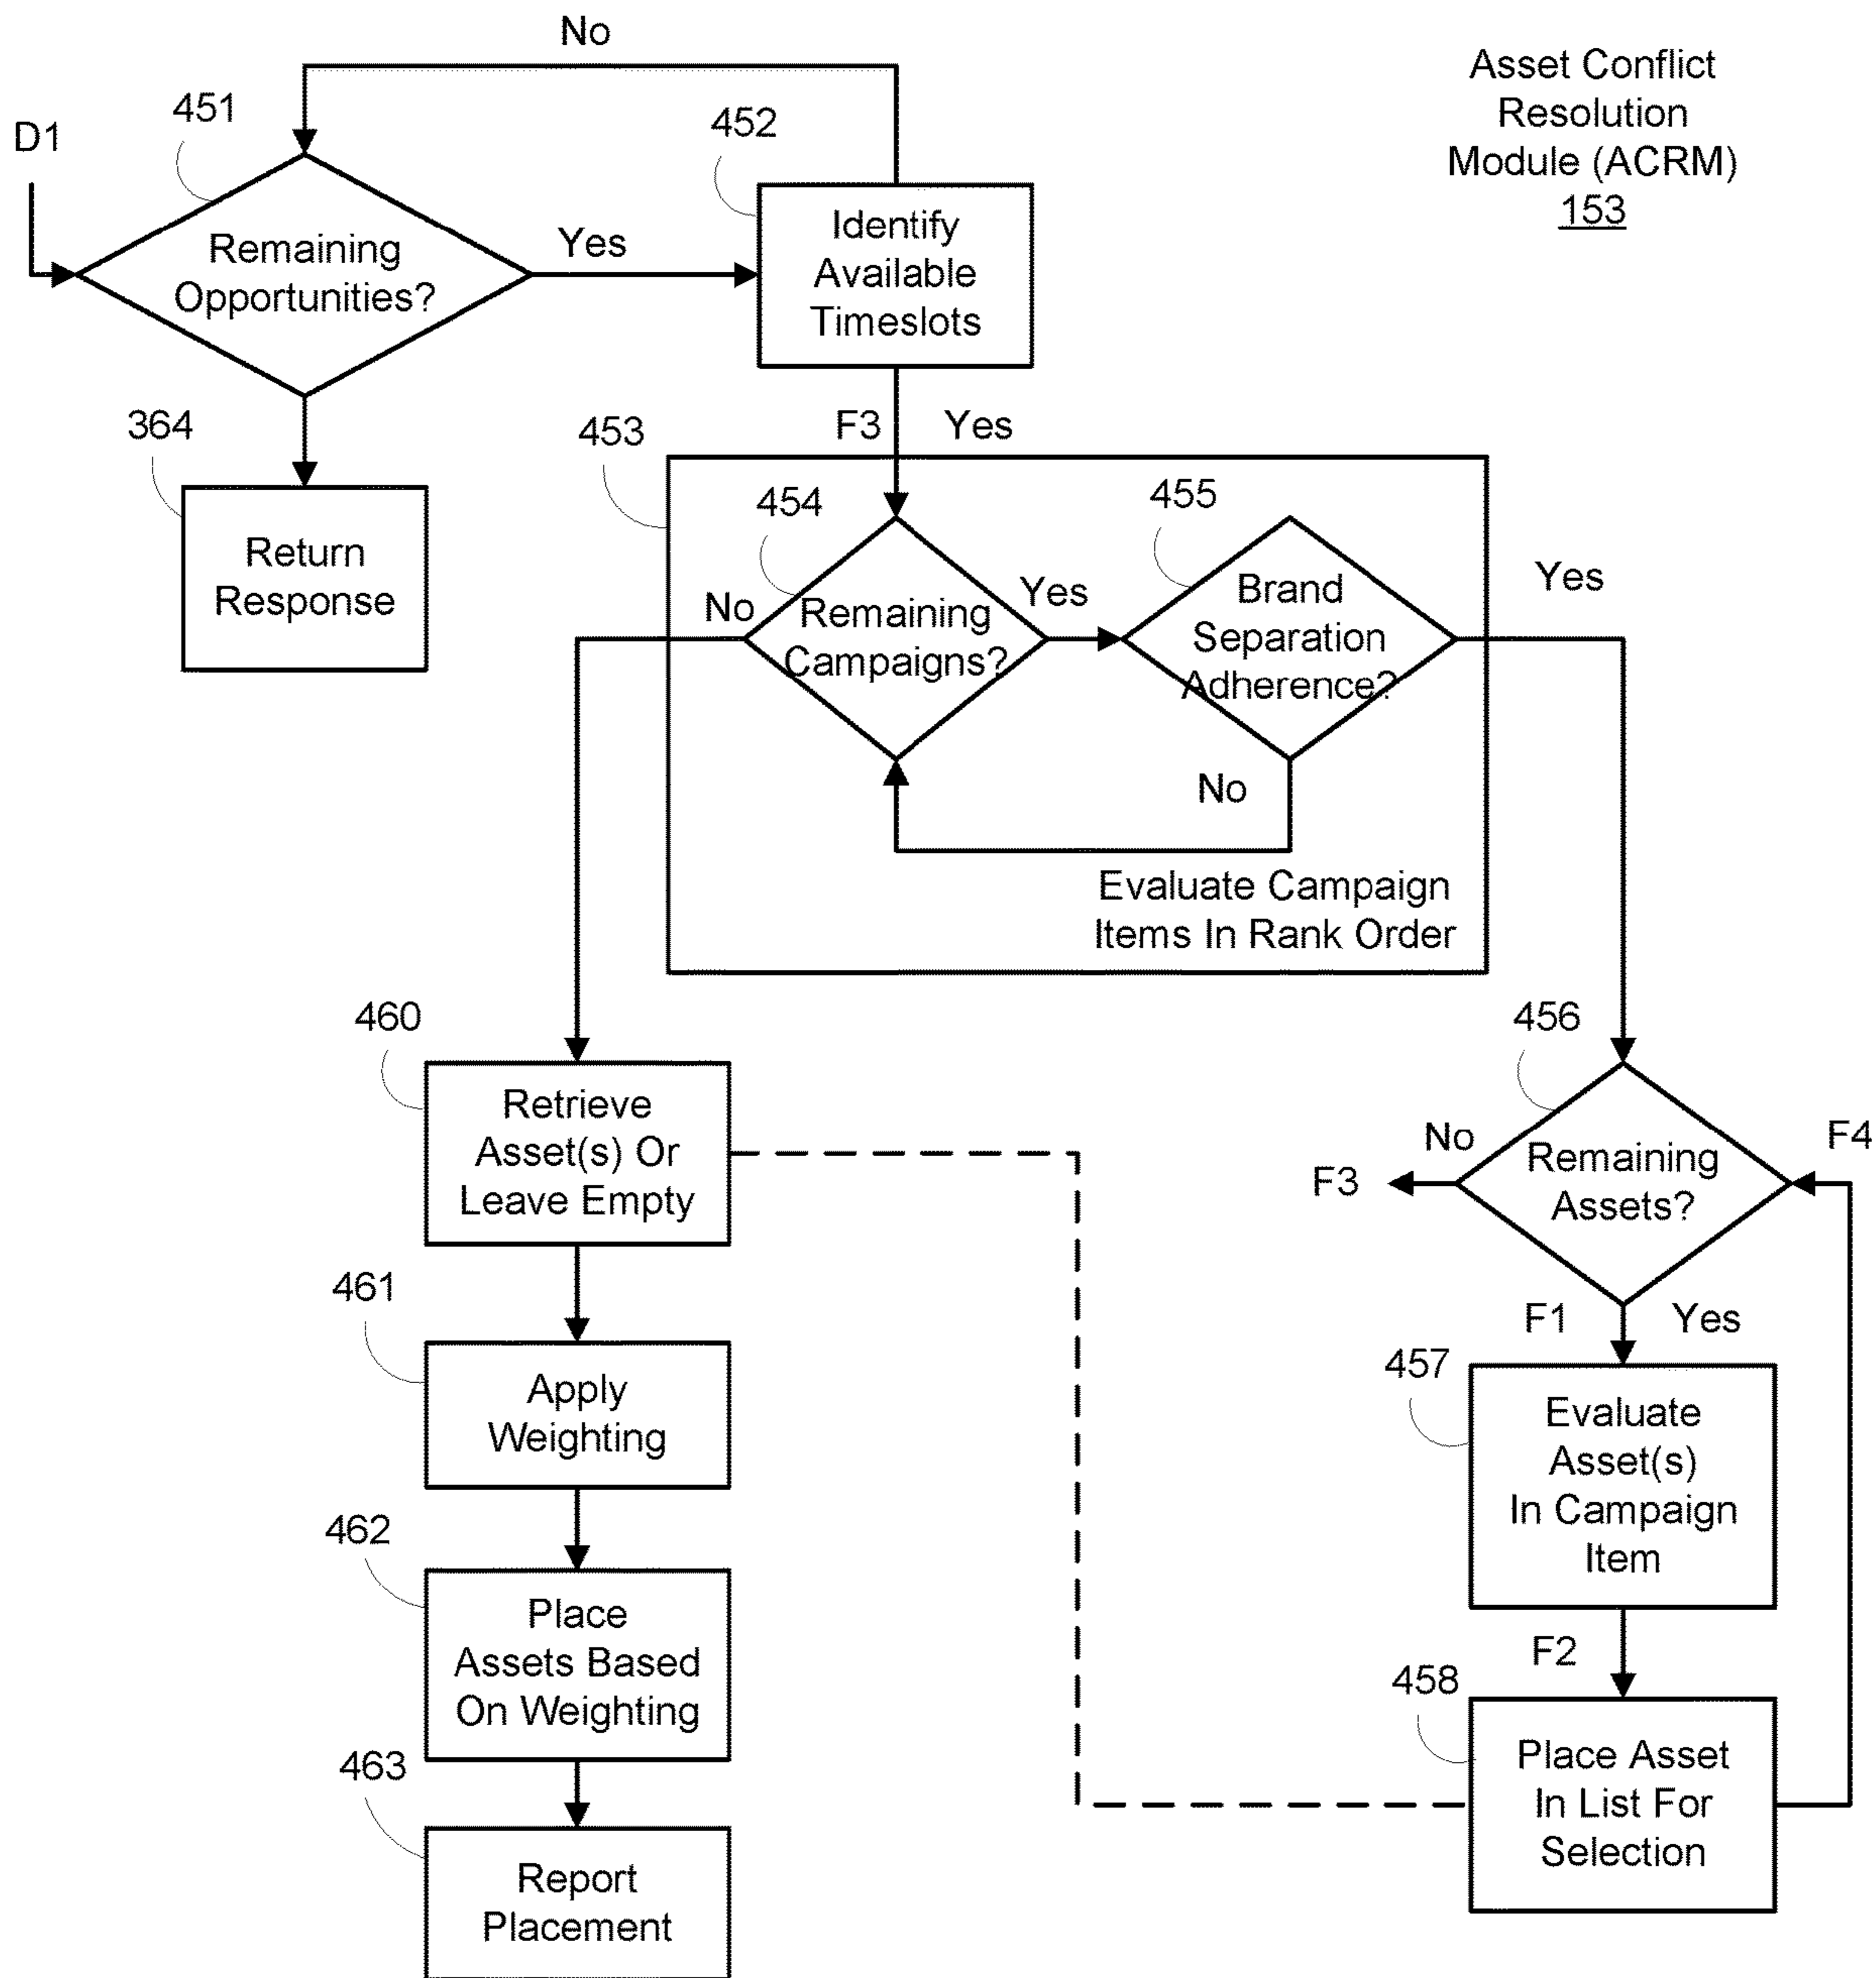 No
Asset Conflict
Resolution
Module (ACRM)
153
D1
451
452
Remaining
Opportunities?
Yes
Identify
Available
Timeslots
364
Return
Response
F3
Yes
453
454
455
No
Remaining
Campaigns?
Yes
Brand
Separation
Adherence?
Yes
No
Evaluate Campaign
Items In Rank Order
460
Retrieve
Asset(s) Or
Leave Empty
456
No
F4
F3
Remaining
Assets?
F1
Yes
461
Apply
Weighting
457
Evaluate
Asset(s)
In Campaign
Item
462
Place
Assets Based
On Weighting
F2
458
Place Asset
In List For
Selection
463
Report
Placement